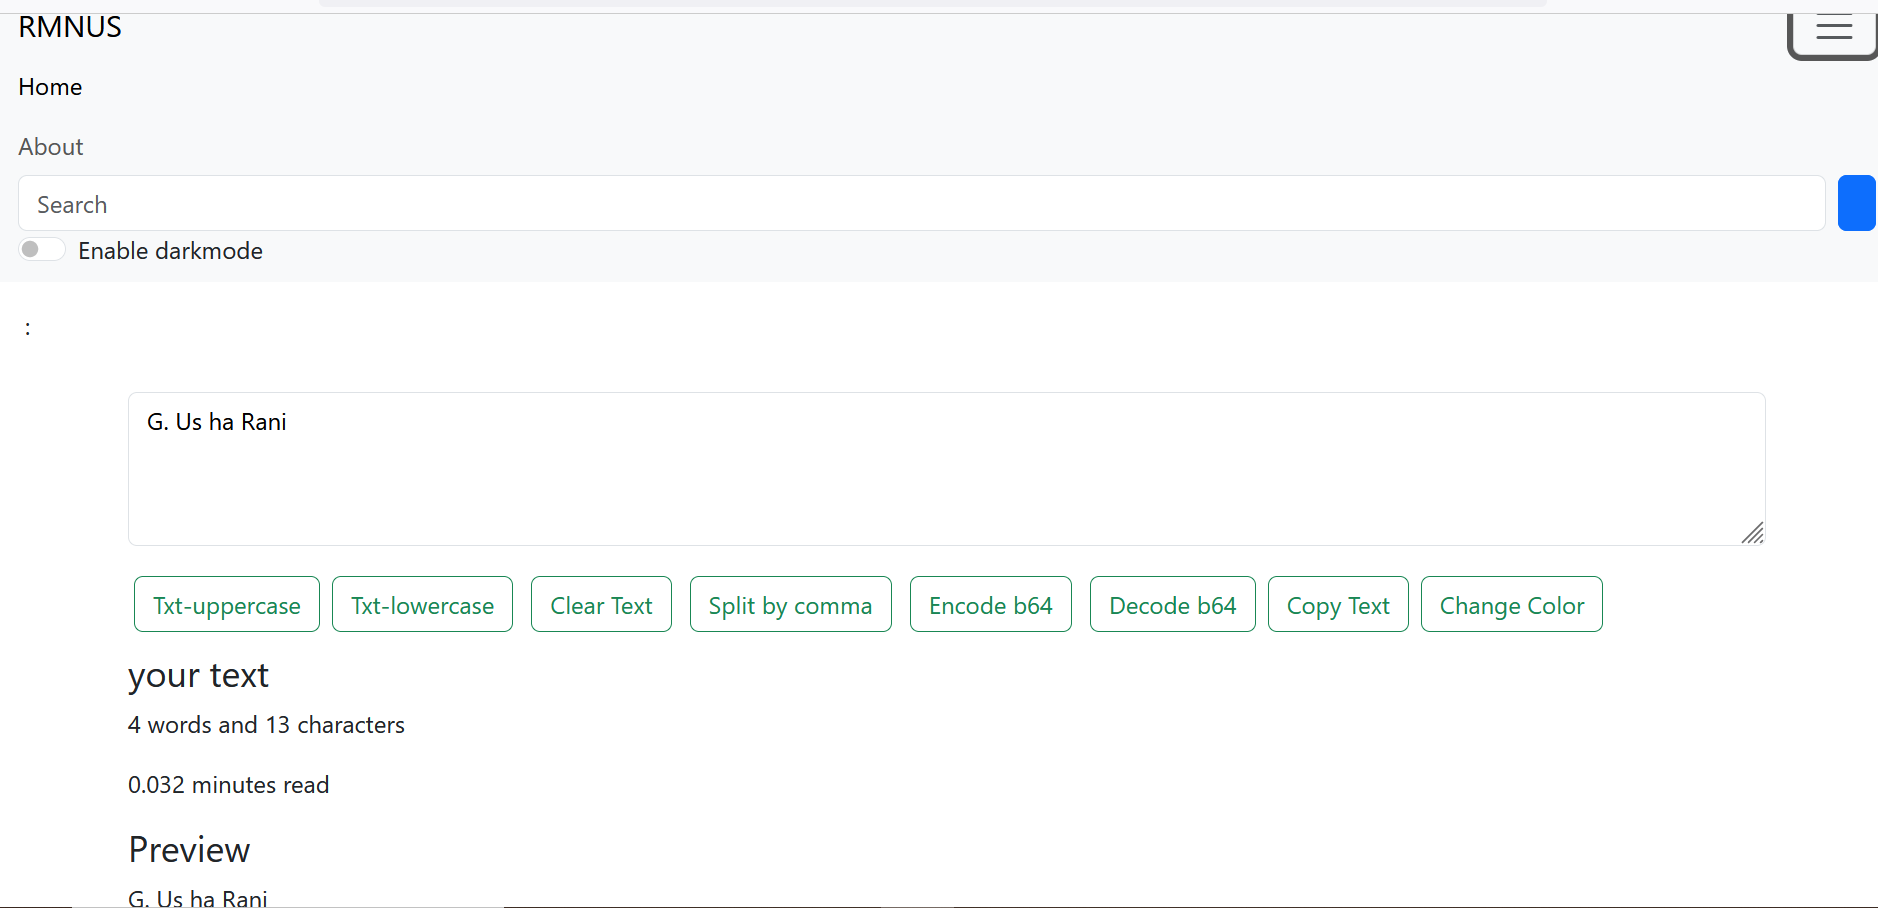 RMNUS
Home
About
Search
Enable darkmode
:
G. Us ha Rani
Txt-uppercase Txt-lowercase Clear Text Split by comma Encode b64 Decode b64 Copy Text Change Color
your text
4 words and 13 characters
0.032 minutes read
Preview
G. Us ha Rani